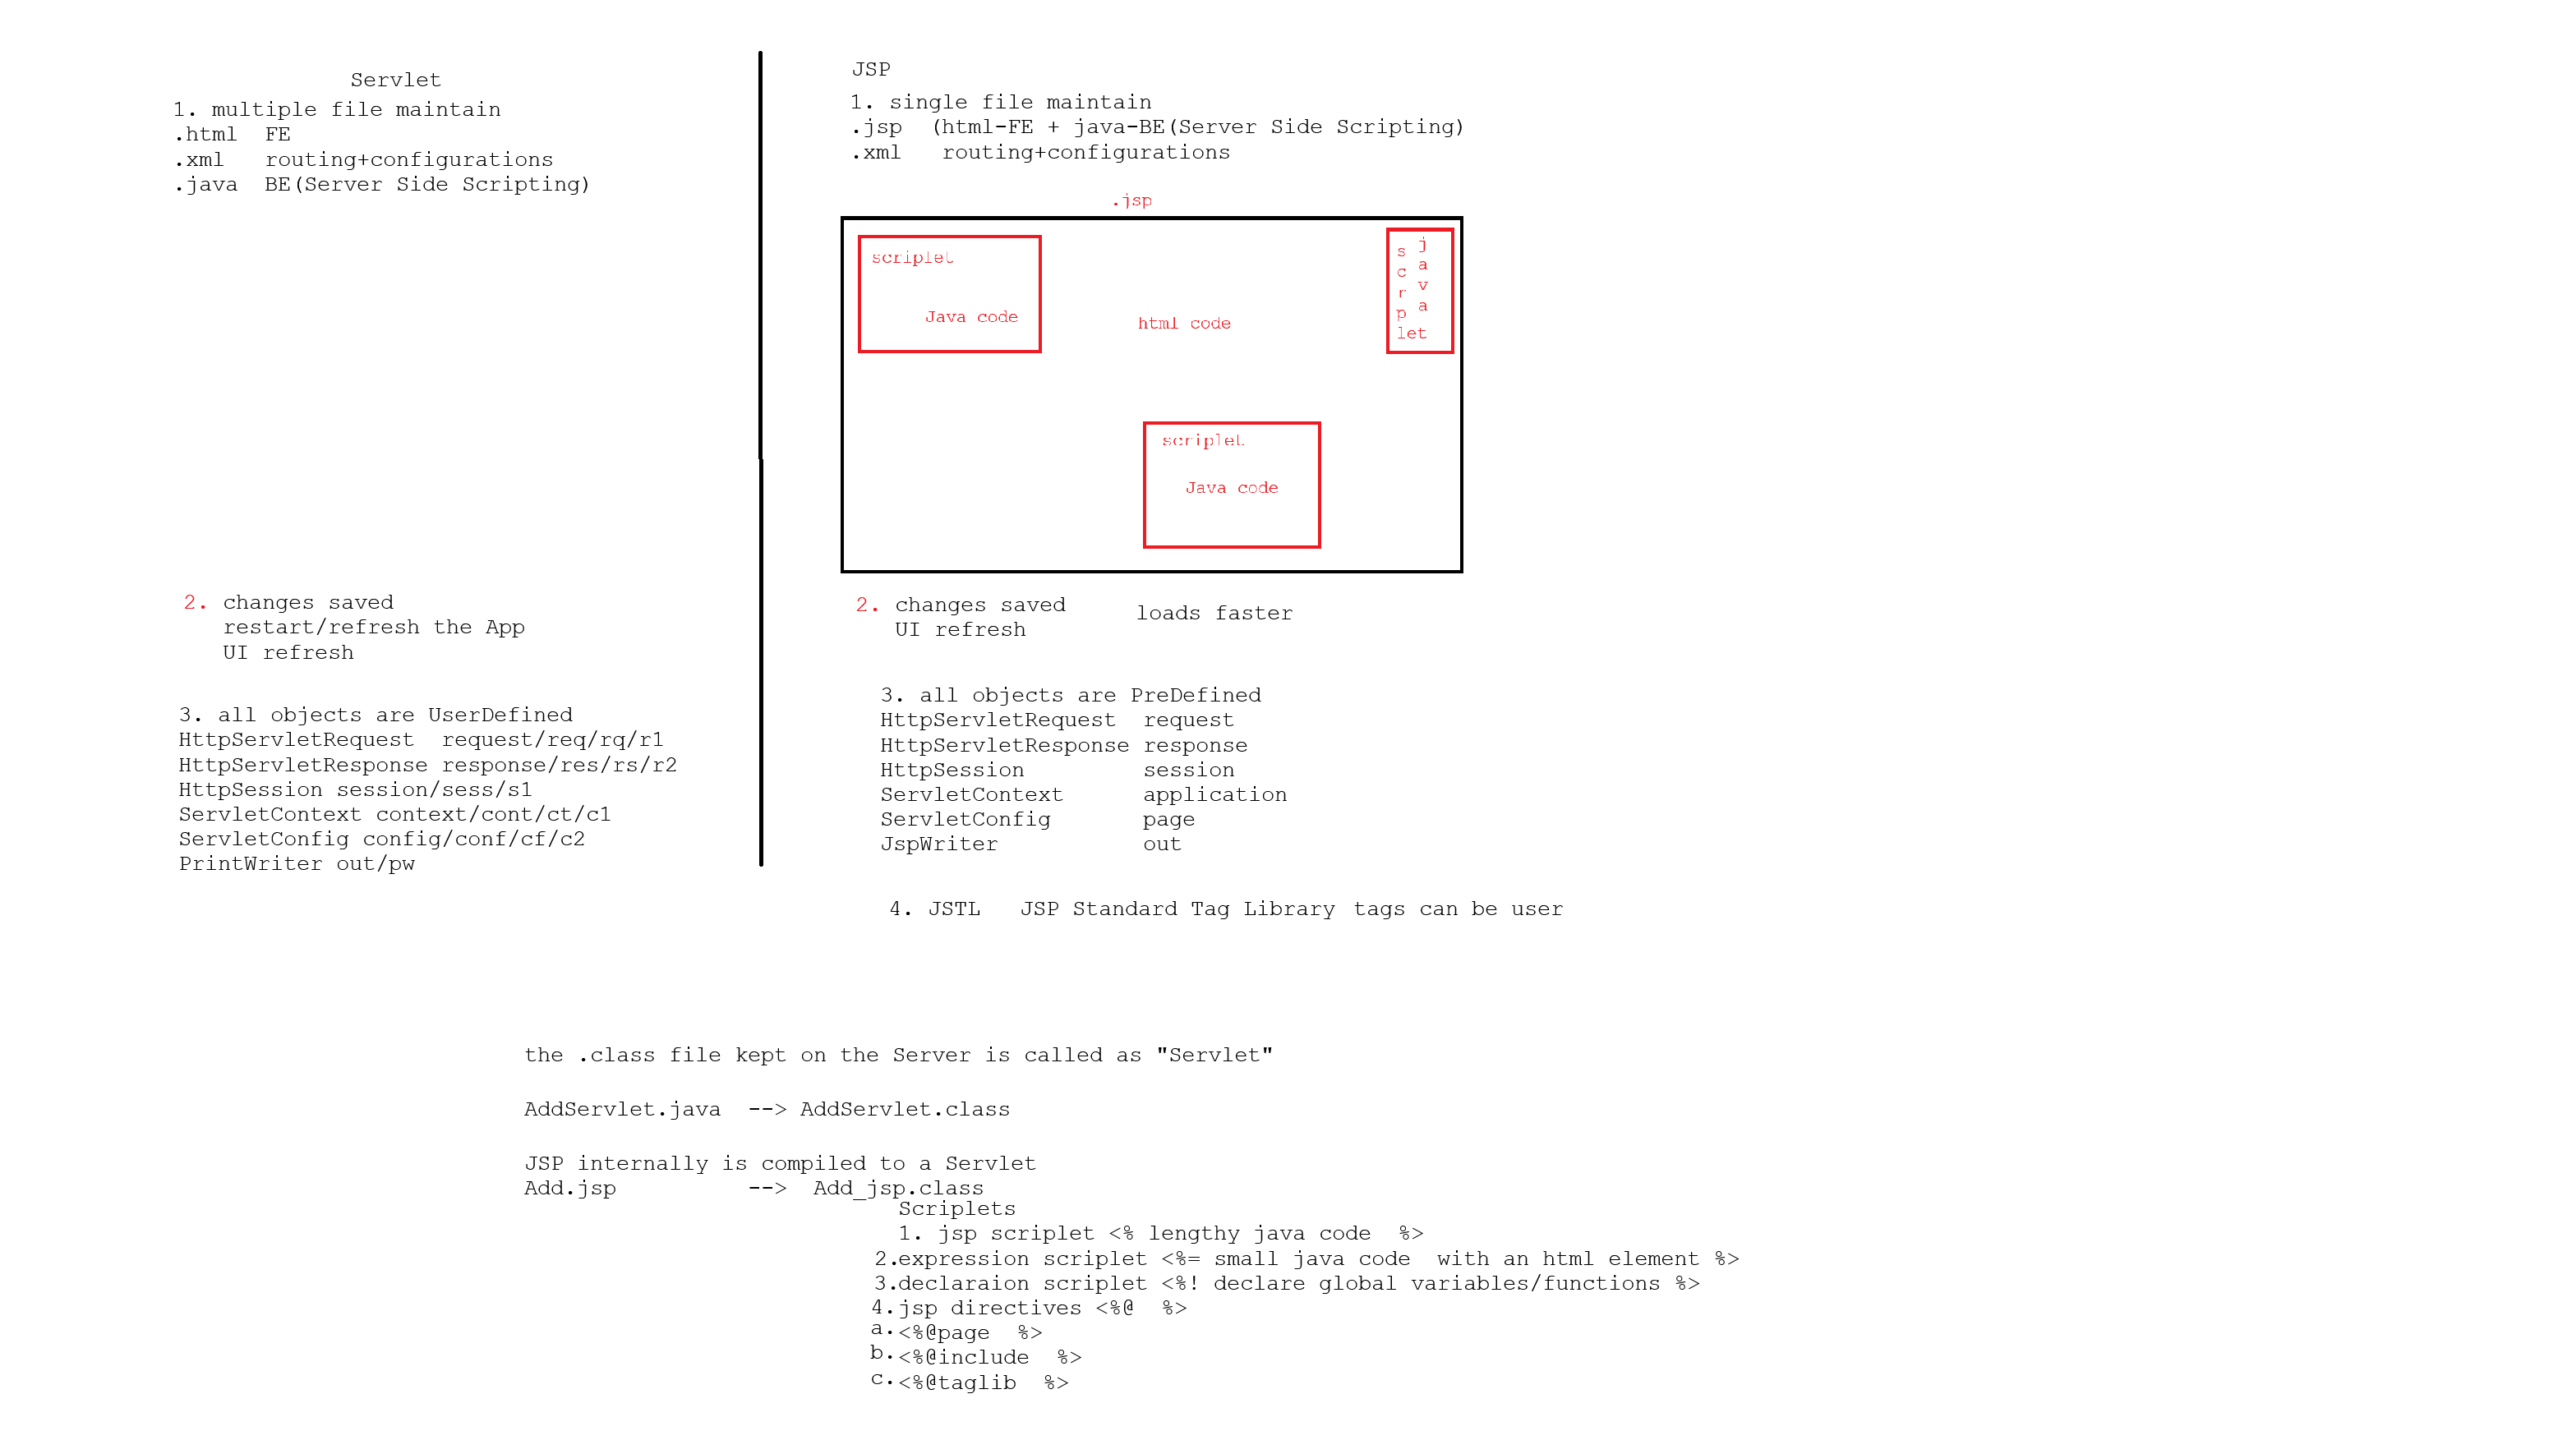 Servlet
1. multiple file maintain
.html  FE
.xml   routing+configurations
.java  BE(Server Side Scripting)
2. changes saved
restart/refresh the App
UI refresh
3. all objects are UserDefined
HttpServletRequest  request/req/rq/r1
HttpServletResponse response/res/rs/r2
HttpSession session/sess/s1
ServletContext context/cont/ct/c1
ServletConfig config/conf/cf/c2
PrintWriter out/pw
JSP
1. single file maintain
.jsp  (html-FE + java-BE(Server Side Scripting)
.xml   routing+configurations
.jsp
scriplet
Java code
html code
scrplet
java
scriplet
Java code
2. changes saved
UI refresh
loads faster
3. all objects are PreDefined
HttpServletRequest  request
HttpServletResponse response
HttpSession         session
ServletContext      application
ServletConfig       page
JspWriter           out
4. JSTL   JSP Standard Tag Library tags can be user
the .class file kept on the Server is called as "Servlet"
AddServlet.java  --> AddServlet.class
JSP internally is compiled to a Servlet
Add.jsp          -->  Add_jsp.class
Scriplets
1. jsp scriplet <% lengthy java code  %>
2.expression scriplet <%= small java code  with an html element %>
3.declaraion scriplet <%! declare global variables/functions %>
4.jsp directives <%@  %>
a.<%@page  %>
b.<%@include  %>
c.<%@taglib  %>